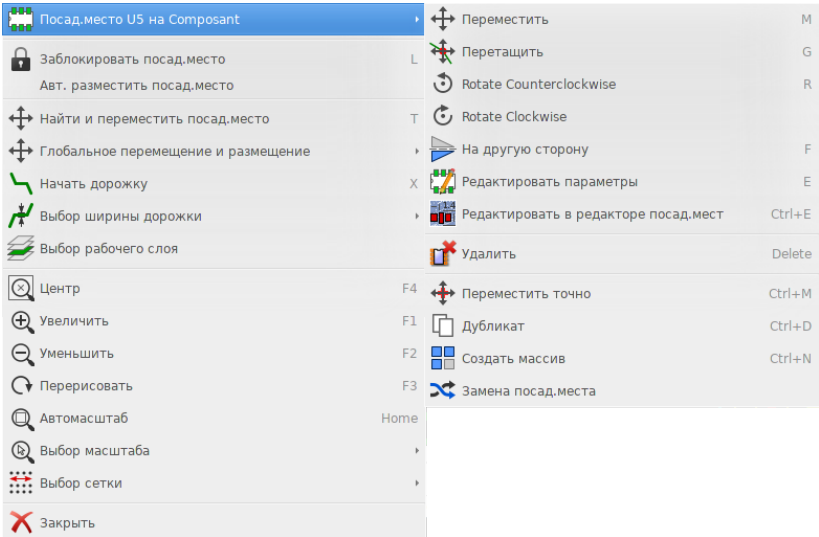 Посад.место U5 на Composant
Заблокировать посад.место L
Авт. разместить посад.место
Найти и переместить посад.место T
Глобальное перемещение и размещение
Начать дорожку X
Выбор ширины дорожки
Выбор рабочего слоя
Центр F4
Увеличить F1
Уменьшить F2
Перерисовать F3
Автомасштаб Home
Выбор масштаба
Выбор сетки
Закрыть
Переместить M
Перетащить G
Rotate Counterclockwise R
Rotate Clockwise
На другую сторону F
Редактировать параметры E
Редактировать в редакторе посад.мест Ctrl+E
Удалить Delete
Переместить точно Ctrl+M
Дубликат Ctrl+D
Создать массив Ctrl+N
Замена посад.места